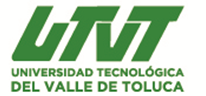 UTVT
UNIVERSIDAD TECNOLÓGICA
DEL VALLE DE TOLUCA